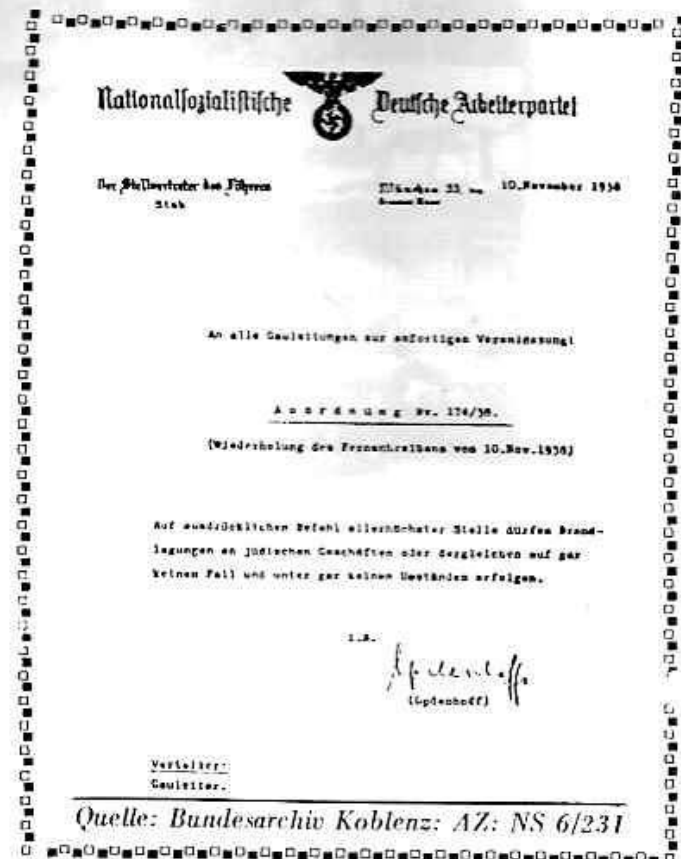 Nationalsozialistische Deutsche Arbeiterpartei
Der Stellvertreter des Führers
Stab
München 33, 10.November 1938
An alle Gauleitungen zur sofortigen Veranlassung!
Anordnung Nr. 174/38.
(Wiederholung des Fernschreibens vom 10.Nov.1938)
Auf ausdrücklichen Befehl allerhöchster Stelle dürfen Brand-
legungen an jüdischen Geschäften oder dergleichen auf gar
keinen Fall und unter gar keinen Umständen erfolgen.
(Opdenhoff)
Verteiler:
Gauleiter.
Quelle: Bundesarchiv Koblenz: AZ: NS 6/231